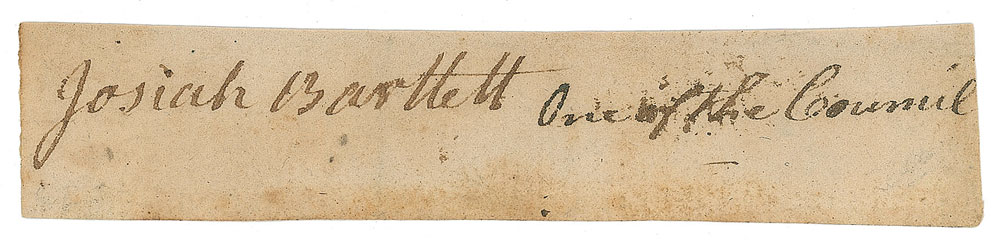 Josiah Bartlett One of the Council